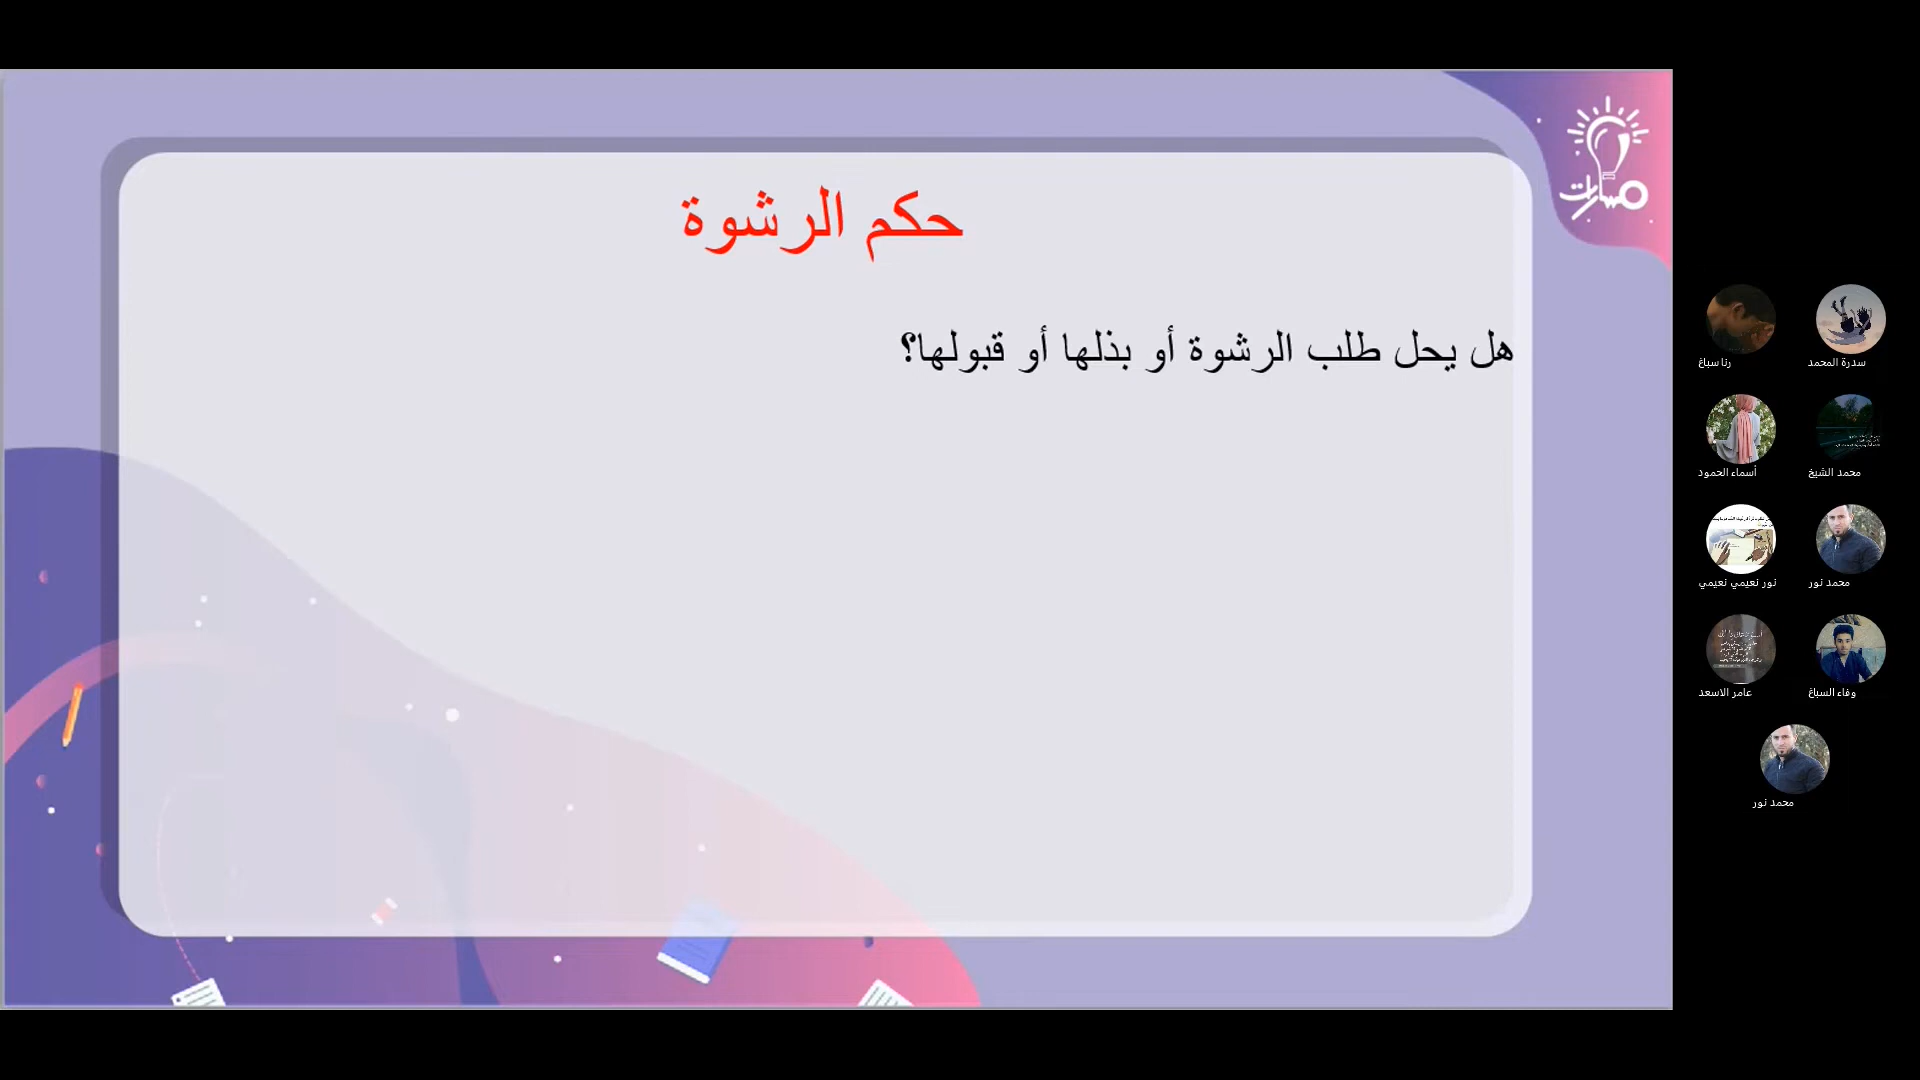 مسارات
حكم الرشوة
هل يحل طلب الرشوة أو بذلها أو قبولها؟
سدرة المحمد
رنا سباغ
محمد الشيخ
أسماء الحمود
محمد نور
نور نعيمي نعيمي
وفاء السباغ
عامر الاسعد
محمد نور